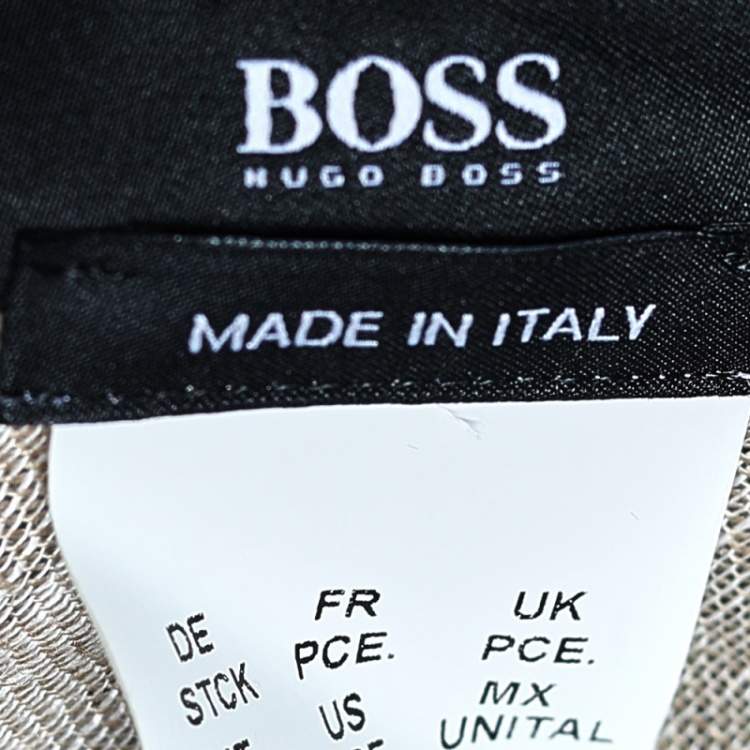 BOSS
HUGO BOSS
MADE IN ITALY
DE FR UK
STCK PCE. PCE.
US MX
UNITAL